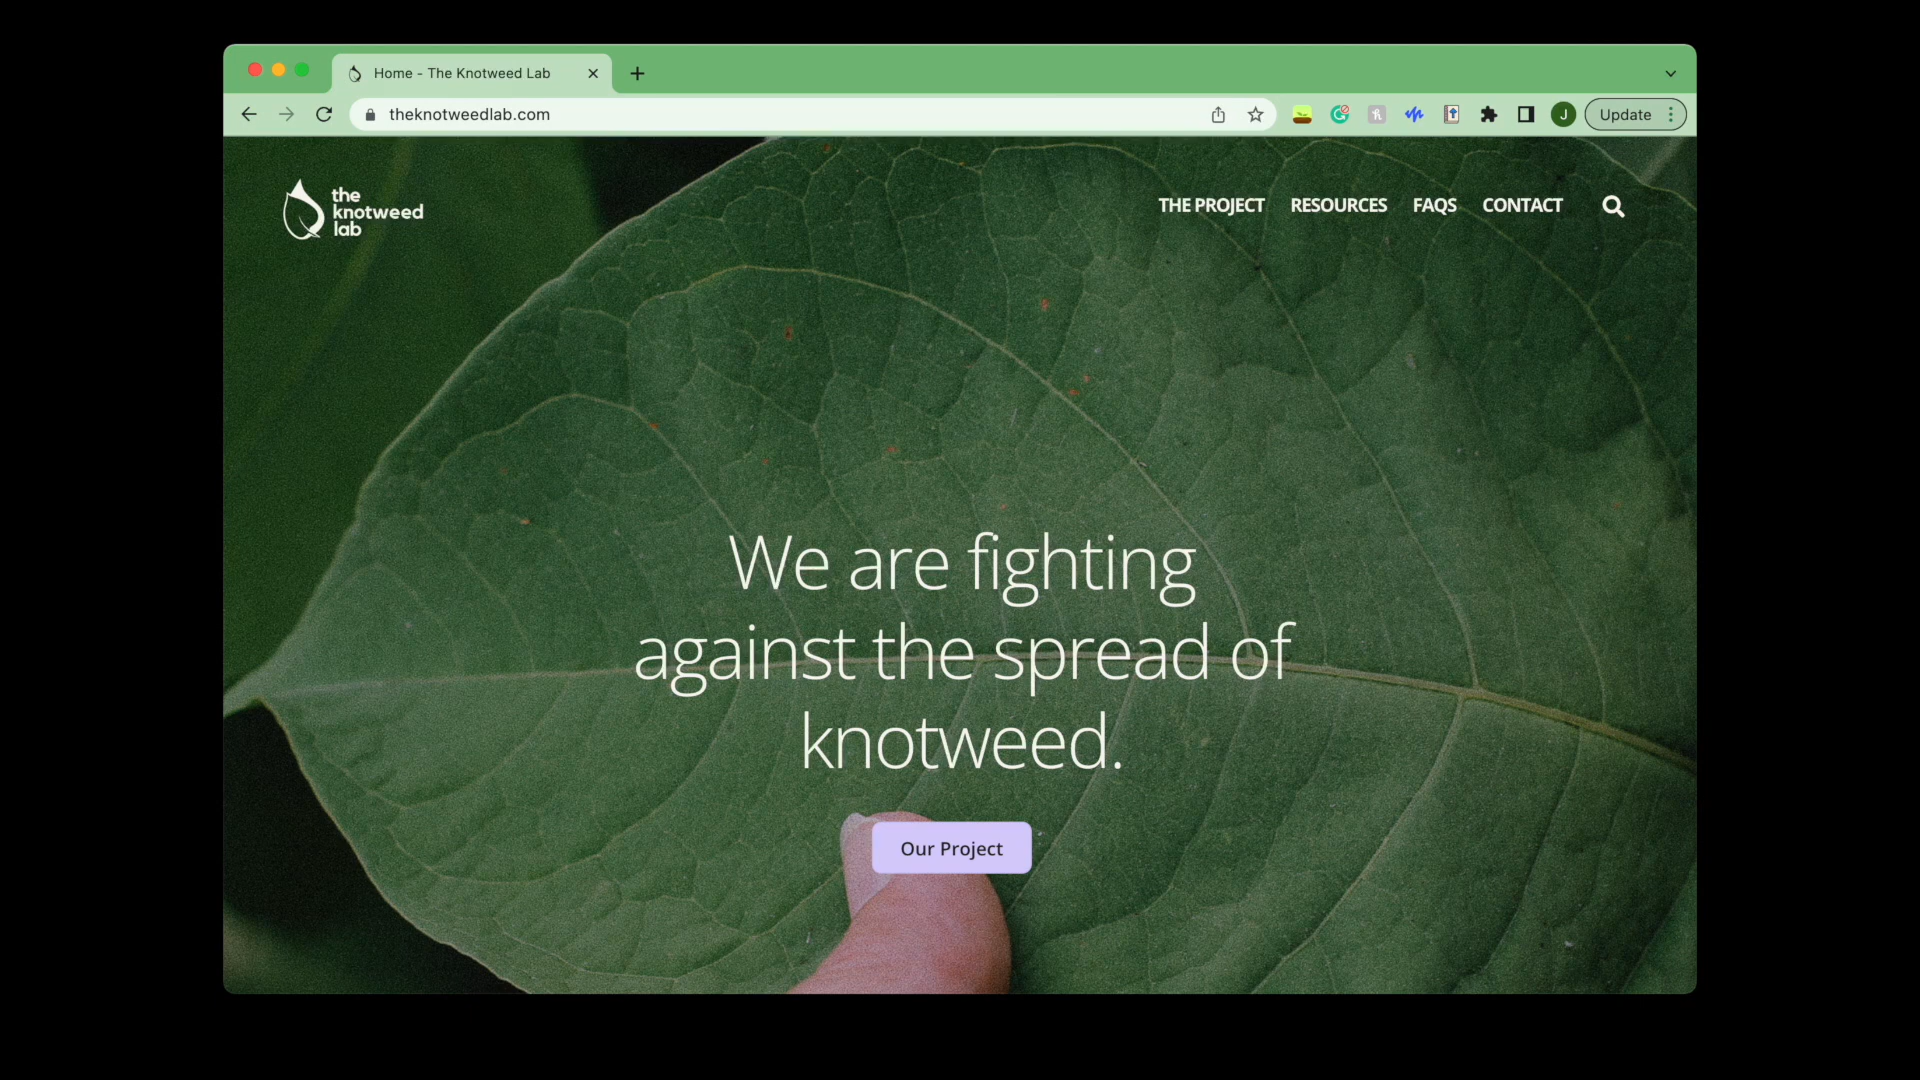 Home - The Knotweed Lab
theknotweedlab.com
J
Update
the
knotweed
lab
THE PROJECT RESOURCES FAQS CONTACT
We are fighting
against the spread of
knotweed.
Our Project